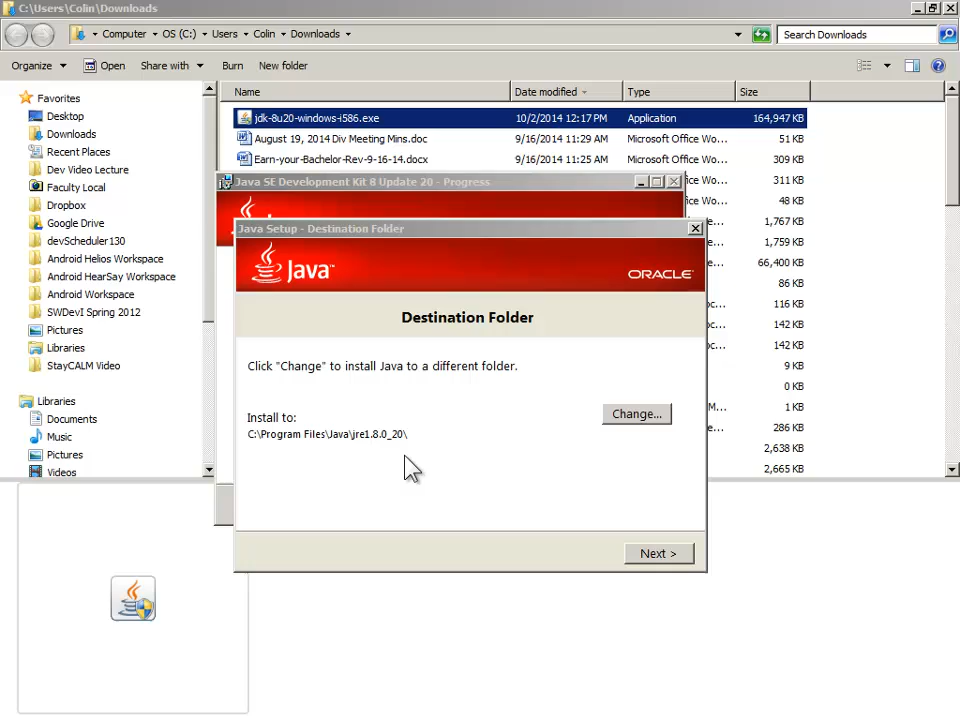 C:\Users\Colin\Downloads
Computer OS (C:) Users Colin Downloads
Search Downloads
Organize Open Share with Burn New folder
Favorites
Desktop
Downloads
Recent Places
Dev Video Lecture
Faculty Local
Dropbox
Google Drive
devScheduler130
Android Helios Workspace
Android HearSay Workspace
Android Workspace
SWDevI Spring 2012
Pictures
Libraries
StayCALM Video
Libraries
Documents
Music
Pictures
Videos
Name Date modified Type Size
jdk-8u20-windows-i586.exe 10/2/2014 12:17 PM Application 164,947 KB
August 19, 2014 Div Meeting Mins.doc 9/16/2014 11:29 AM Microsoft Office Wo... 51 KB
Earn-your-Bachelor-Rev-9-16-14.docx 9/16/2014 11:25 AM Microsoft Office Wo... 309 KB
ice Wo... 311 KB
ice Wo... 48 KB
e... 1,767 KB
e... 1,759 KB
e... 66,400 KB
86 KB
oc... 116 KB
oc... 142 KB
oc... 142 KB
9 KB
0 KB
M... 1 KB
e... 286 KB
2,638 KB
2,665 KB
Java SE Development Kit 8 Update 20 - Progress
Java Setup - Destination Folder
Java™
ORACLE
Destination Folder
Click "Change" to install Java to a different folder.
Install to:
C:\Program Files\Java\jre1.8.0_20\
Change...
Next >